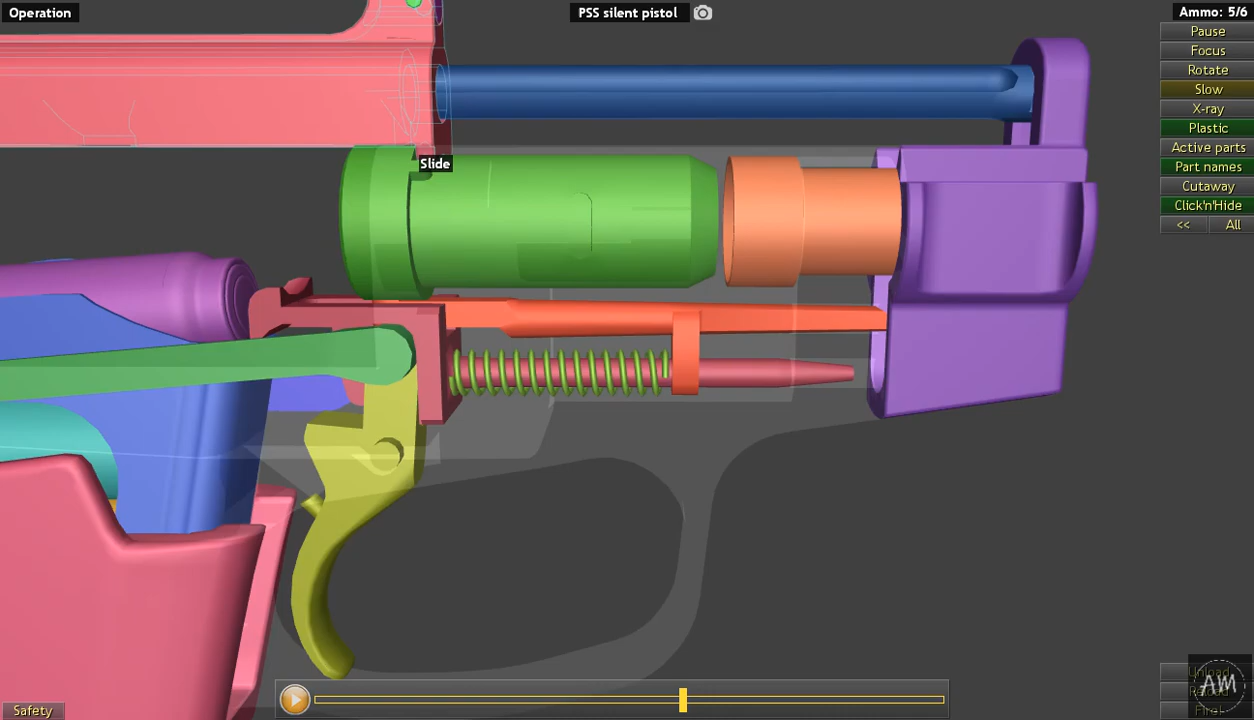 Operation
PSS silent pistol
Ammo: 5/6
Pause
Focus
Rotate
Slow
X-ray
Plastic
Active parts
Part names
Cutaway
Click'n'Hide
<< All
Slide
Safety
AM